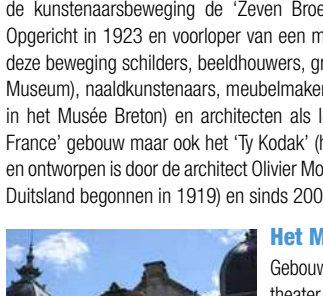 de kunstenaarsbeweging de ‘Zeven Broe
Opgericht in 1923 en voorloper van een m
deze beweging schilders, beeldhouwers, gr
Museum), naaldkunstenaars, meubelmaker
in het Musée Breton) en architecten als l
France’ gebouw maar ook het ‘Ty Kodak’ (h
en ontworpen is door de architect Olivier Mo
Duitsland begonnen in 1919) en sinds 200
Het M
Gebouw
theater